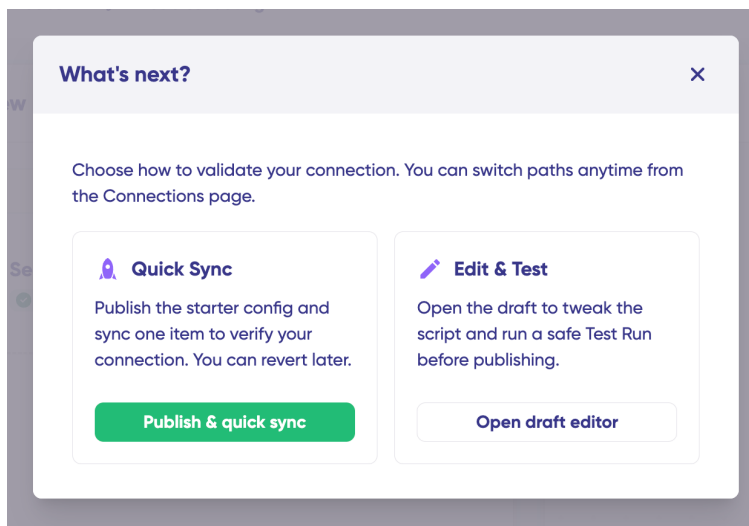 What's next?
Choose how to validate your connection. You can switch paths anytime from
the Connections page.
Quick Sync
Publish the starter config and
sync one item to verify your
connection. You can revert later.
Publish & quick sync
Edit & Test
Open the draft to tweak the
script and run a safe Test Run
before publishing.
Open draft editor